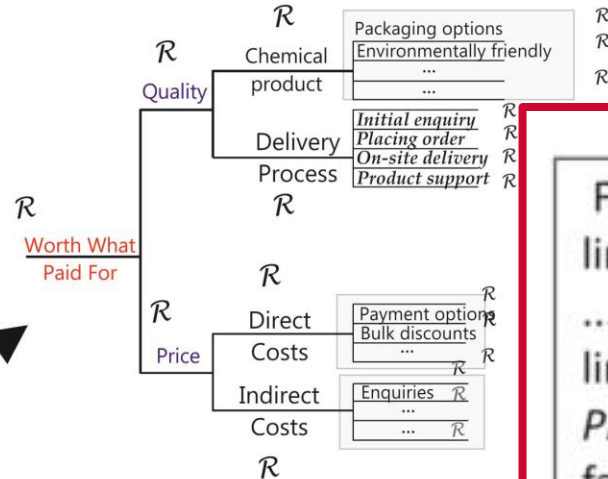 ℛ
Packaging options
ℛ
ℛ
Environmentally friendly
ℛ
ℛ
Chemical
product
...
...
ℛ
Quality
Initial enquiry ℛ
Placing order ℛ
On-site delivery ℛ
Product support ℛ
Delivery
Process
ℛ
ℛ
Worth What
Paid For
ℛ
ℛ
Price
Direct
Costs
ℛ
Payment options
ℛ
Bulk discounts
... ℛ
ℛ
Indirect
Costs
Enquiries ℛ
...
... ℛ
ℛ
...